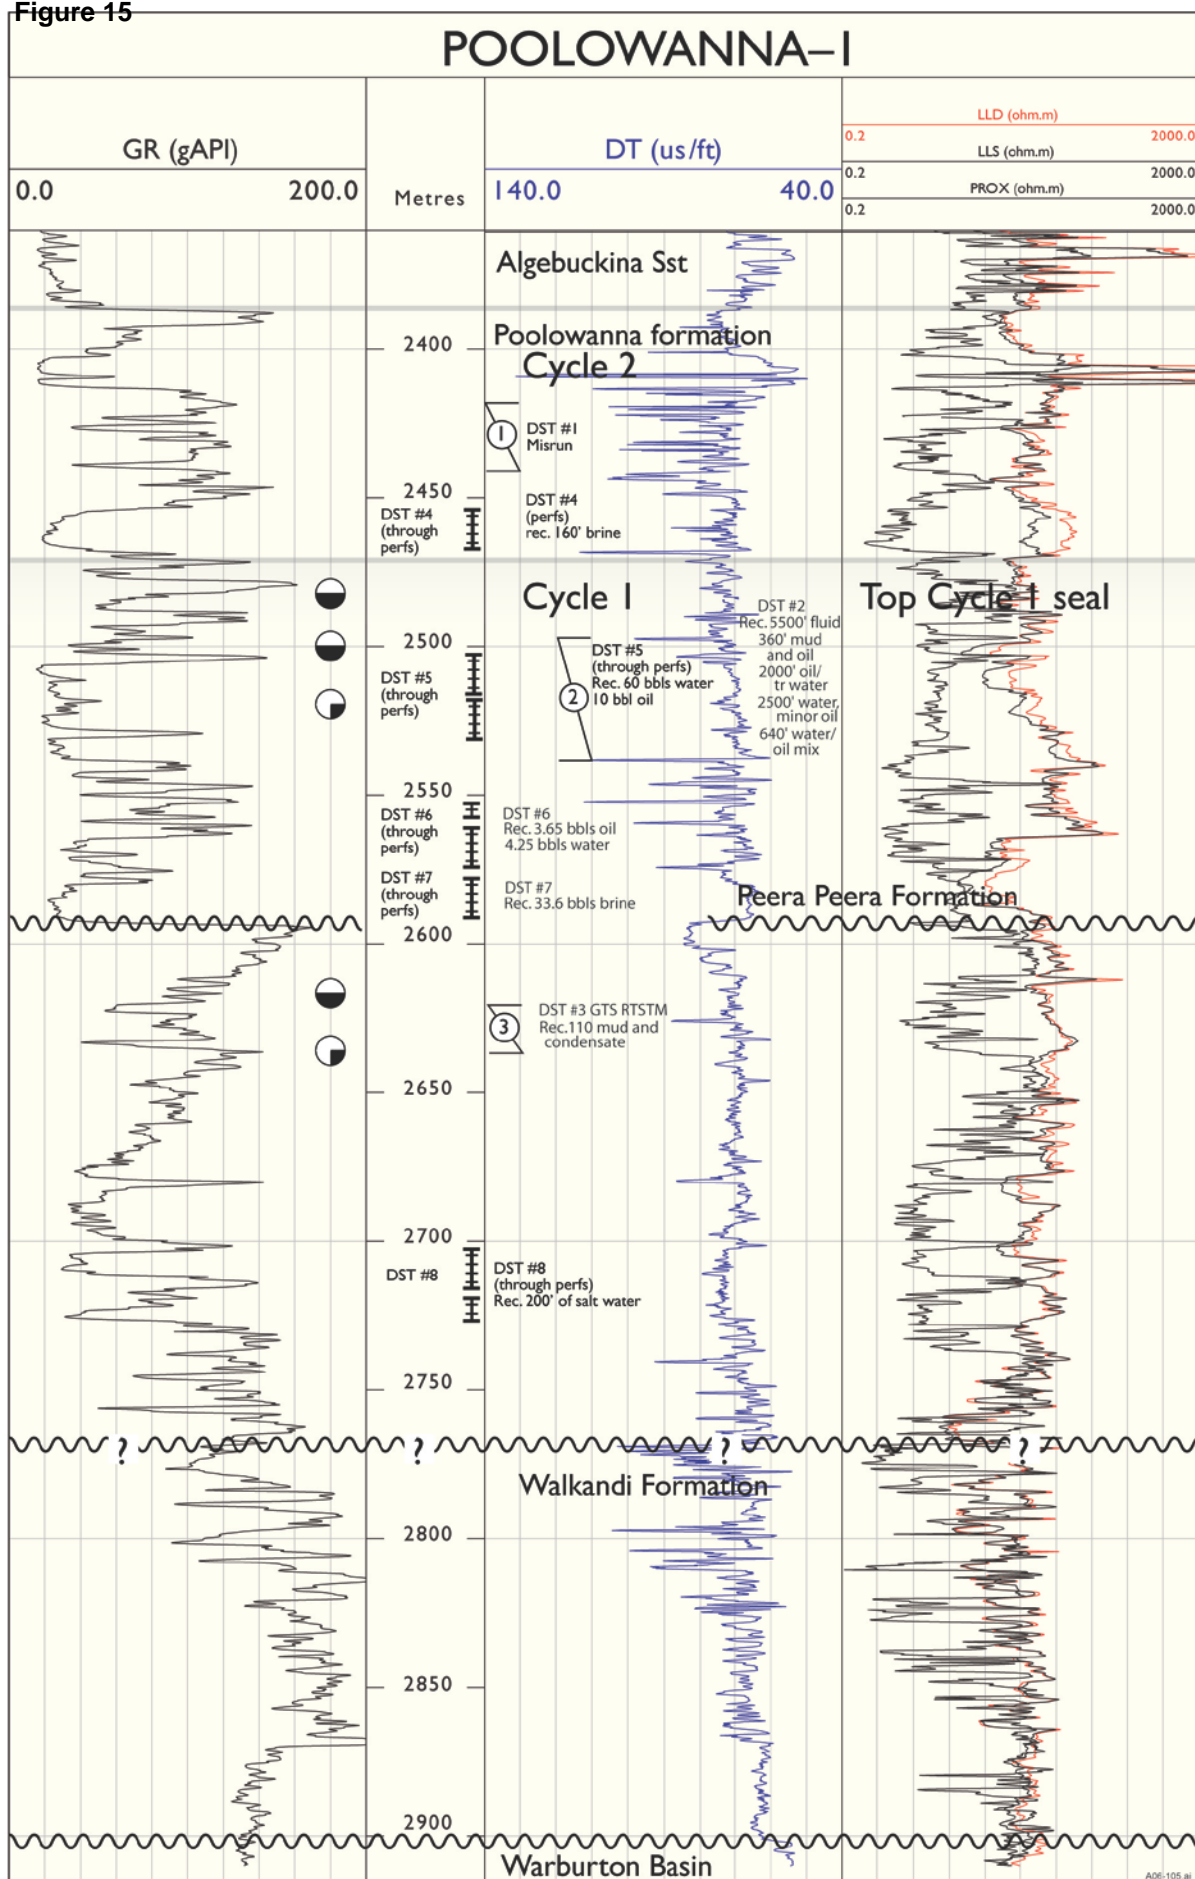 Figure 15
POOLOWANNA–1
GR (gAPI)
0.0 200.0
Metres
DT (us/ft)
140.0 40.0
LLD (ohm.m)
0.2 2000.0
LLS (ohm.m)
0.2 2000.0
PROX (ohm.m)
0.2 2000.0
Algebuckina Sst
Poolowanna formation
2400
Cycle 2
1
DST #1
Misrun
2450
DST #4
(through
perfs)
DST #4
(perfs)
rec. 160' brine
Cycle 1
Top Cycle 1 seal
2500
DST #5
(through
perfs)
2
DST #5
(through perfs)
Rec. 60 bbls water
10 bbl oil
DST #2
Rec. 5500' fluid
360' mud
and oil
2000' oil/
tr water
2500' water,
minor oil
640' water/
oil mix
2550
DST #6
(through
perfs)
DST #6
Rec. 3.65 bbls oil
4.25 bbls water
DST #7
(through
perfs)
DST #7
Rec. 33.6 bbls brine
Peera Peera Formation
2600
3
DST #3 GTS RTSTM
Rec.110 mud and
condensate
2650
2700
DST #8
DST #8
(through perfs)
Rec. 200' of salt water
2750
? ? ? ?
Walkandi Formation
2800
2850
2900
Warburton Basin
A06-105.ai